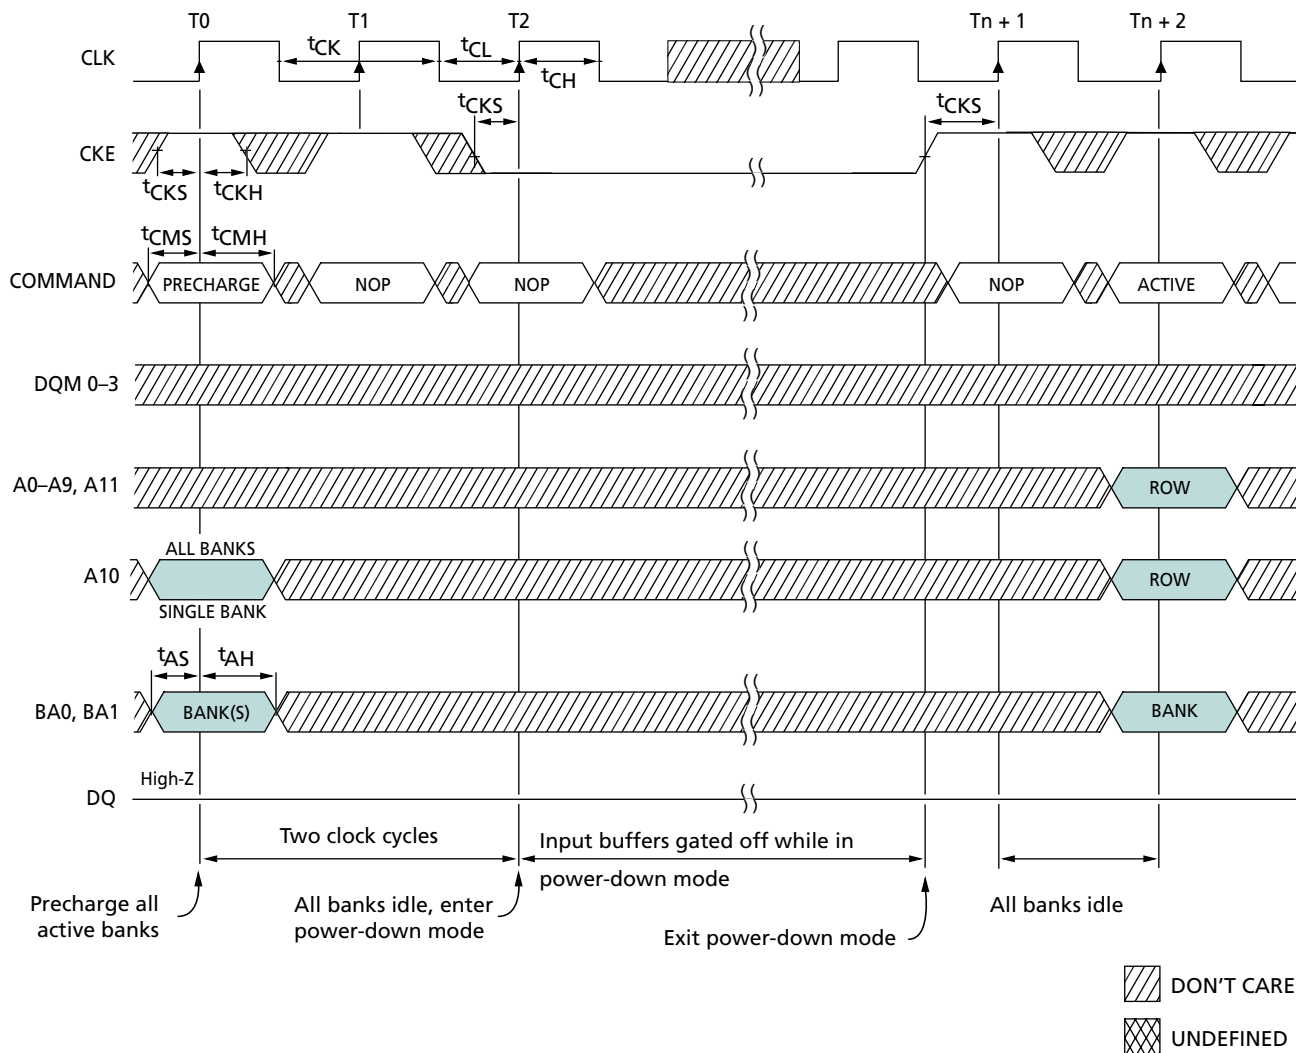 T0 T1 T2 Tn + 1 Tn + 2
CLK
tCK
tCL
tCH
tCKS
tCKS
CKE
tCKS
tCKH
tCMS
tCMH
COMMAND
PRECHARGE
NOP
NOP
NOP
ACTIVE
DQM 0–3
A0–A9, A11
ROW
ALL BANKS
A10
ROW
SINGLE BANK
tAS
tAH
BA0, BA1
BANK(S)
BANK
High-Z
DQ
Two clock cycles
Input buffers gated off while in
power-down mode
Precharge all
active banks
All banks idle, enter
power-down mode
Exit power-down mode
All banks idle
DON'T CARE
UNDEFINED